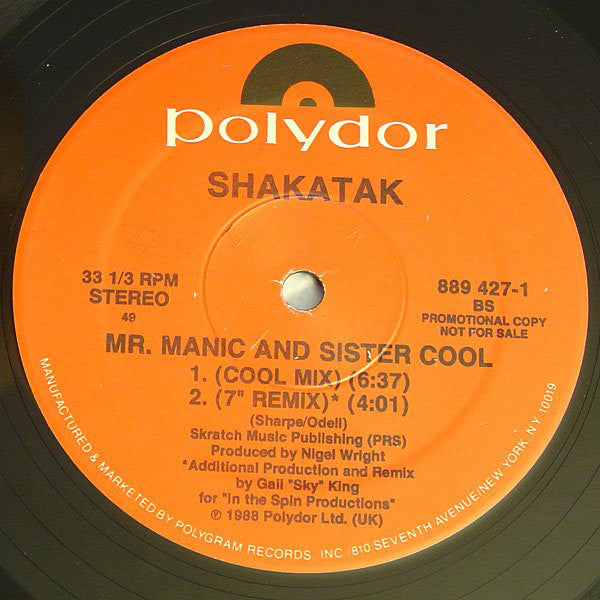 polydor
SHAKATAK
33 1/3 RPM
STEREO
49
889 427-1
BS
PROMOTIONAL COPY
NOT FOR SALE
MR. MANIC AND SISTER COOL
1. (COOL MIX) (6:37)
2. (7" REMIX)* (4:01)
(Sharpe/Odell)
Skratch Music Publishing (PRS)
Produced by Nigel Wright
*Additional Production and Remix
by Gail "Sky" King
for "In the Spin Productions"
℗ 1988 Polydor Ltd. (UK)
MANUFACTURED & MARKETED BY POLYGRAM RECORDS, INC./810 SEVENTH AVENUE/NEW YORK, N.Y. 10019